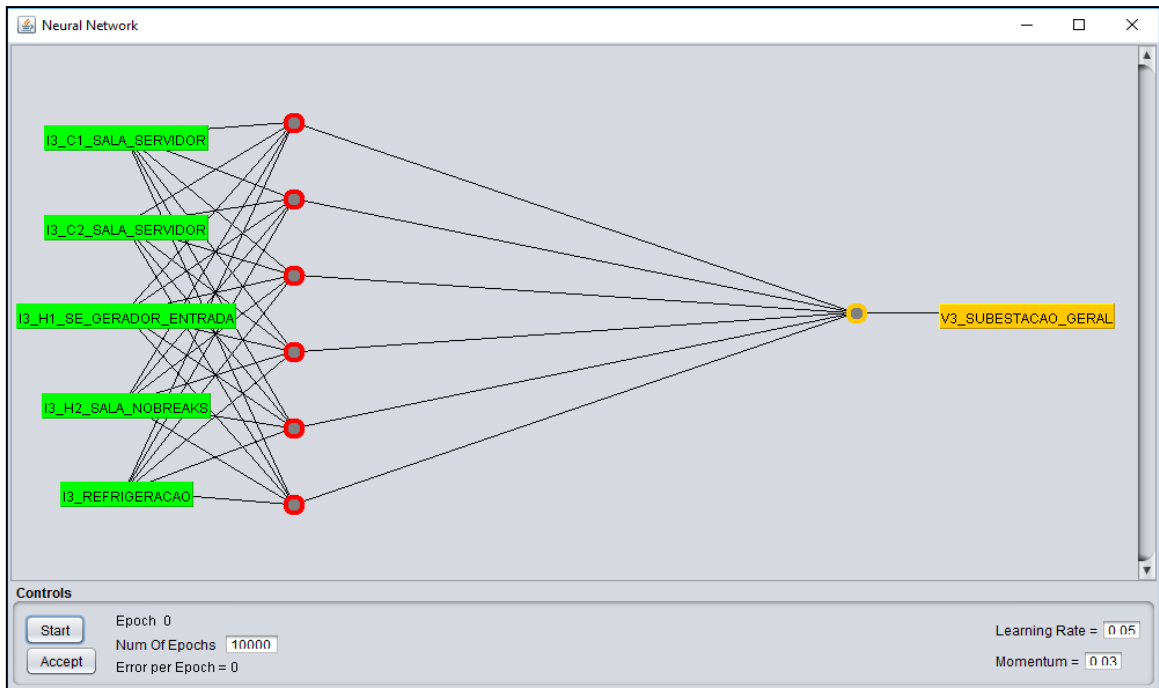 Neural Network
I3_C1_SALA_SERVIDOR
I3_C2_SALA_SERVIDOR
I3_H1_SE_GERADOR_ENTRADA
V3_SUBESTACAO_GERAL
I3_H2_SALA_NOBREAKS
I3_REFRIGERACAO
Controls
Start
Accept
Epoch 0
Num Of Epochs 10000
Error per Epoch = 0
Learning Rate = 0.05
Momentum = 0.03